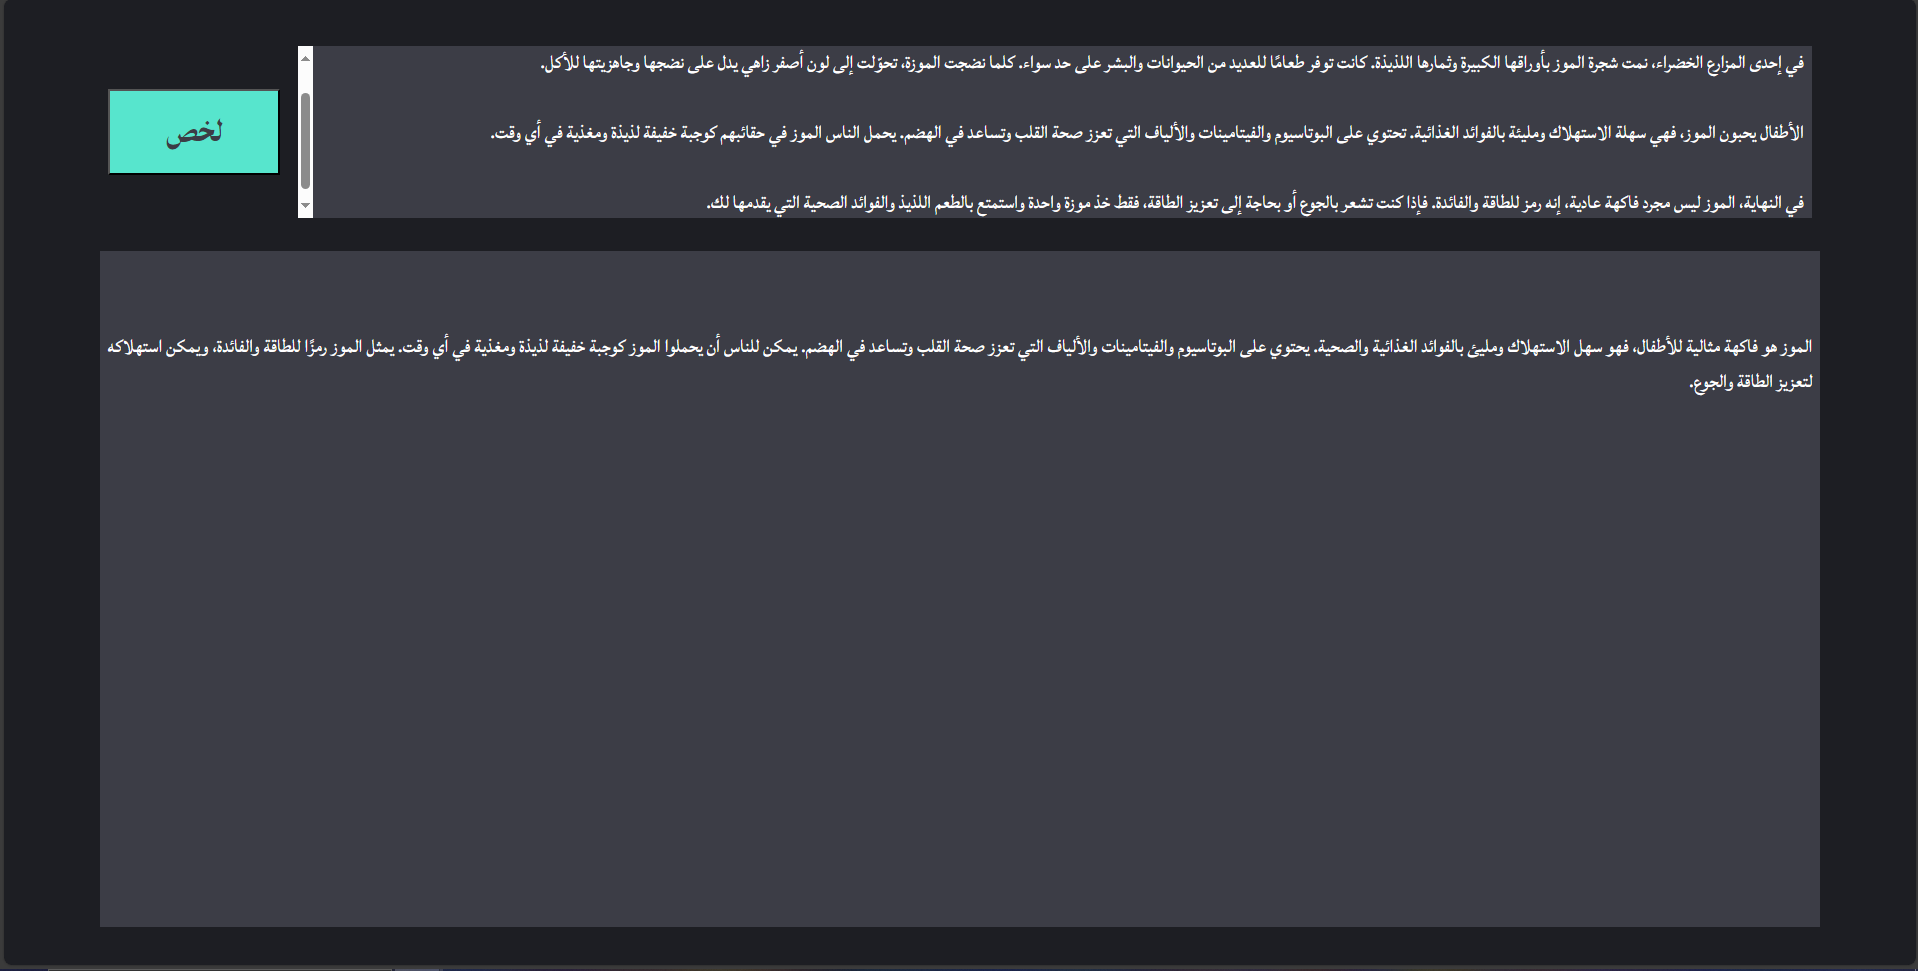 في إحدى المزارع الخضراء، نمت شجرة الموز بأوراقها الكبيرة وثمارها اللذيذة. كانت توفر طعامًا للعديد من الحيوانات والبشر على حد سواء. كلما نضجت الموزة، تحوّلت إلى لون أصفر زاهي يدل على نضجها وجاهزيتها للأكل.
الأطفال يحبون الموز، فهي سهلة الاستهلاك ومليئة بالفوائد الغذائية. تحتوي على البوتاسيوم والفيتامينات والألياف التي تعزز صحة القلب وتساعد في الهضم. يحمل الناس الموز في حقائبهم كوجبة خفيفة لذيذة ومغذية في أي وقت.
في النهاية، الموز ليس مجرد فاكهة عادية، إنه رمز للطاقة والفائدة. فإذا كنت تشعر بالجوع أو بحاجة إلى تعزيز الطاقة، فقط خذ موزة واحدة واستمتع بالطعم اللذيذ والفوائد الصحية التي يقدمها لك.
لخص
الموز هو فاكهة مثالية للأطفال، فهو سهل الاستهلاك ومليئ بالفوائد الغذائية والصحية. يحتوي على البوتاسيوم والفيتامينات والألياف التي تعزز صحة القلب وتساعد في الهضم. يمكن للناس أن يحملوا الموز كوجبة خفيفة لذيذة ومغذية في أي وقت. يمثل الموز رمزًا للطاقة والفائدة، ويمكن استهلاكه
لتعزيز الطاقة والجوع.